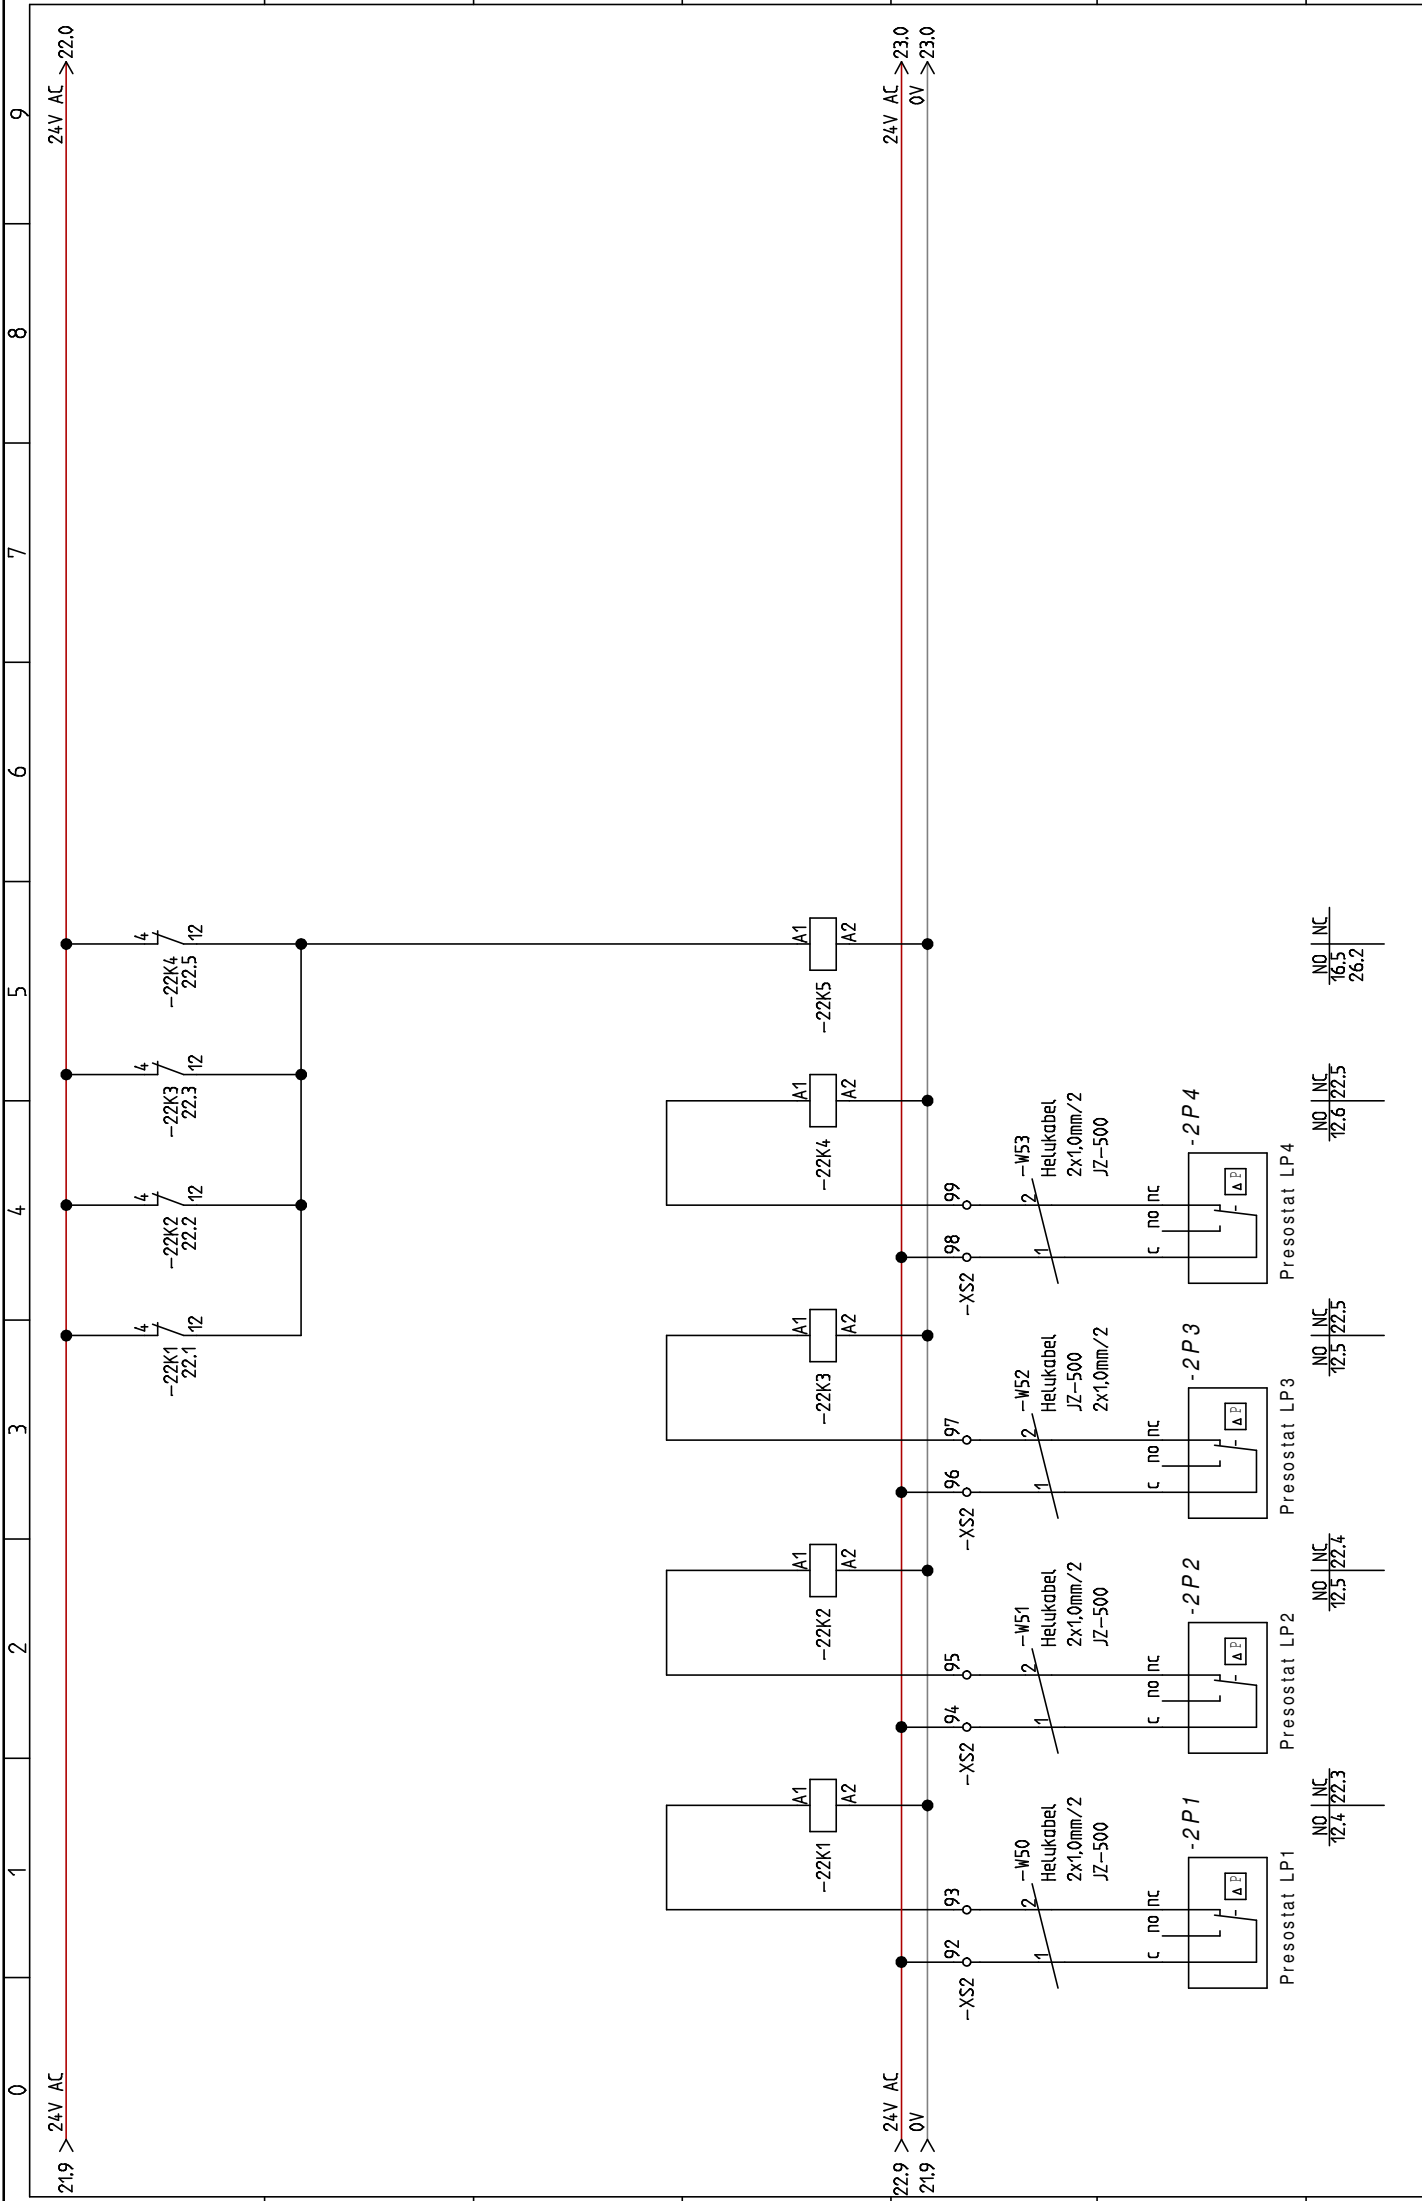 0 1 2 3 4 5 6 7 8 9
21.9 24V AC 24V AC 22.0
-22K1
22.1
4
12
-22K2
22.2
4
12
-22K3
22.3
4
12
-22K4
22.5
4
12
-22K1
A1
A2
-22K2
A1
A2
-22K3
A1
A2
-22K4
A1
A2
-22K5
A1
A2
22.9 24V AC 24V AC 23.0
21.9 0V 0V 23.0
-XS2 92 93
-XS2 94 95
-XS2 96 97
-XS2 98 99
1 2 -W50
Helukabel
2x1,0mm/2
JZ-500
1 2 -W51
Helukabel
2x1,0mm/2
JZ-500
1 2 -W52
Helukabel
JZ-500
2x1,0mm/2
1 2 -W53
Helukabel
2x1,0mm/2
JZ-500
c no nc
-2P1
Δ P
Presostat LP1
c no nc
-2P2
Δ P
Presostat LP2
c no nc
-2P3
Δ P
Presostat LP3
c no nc
-2P4
Δ P
Presostat LP4
NO NC
12.4 22.3
NO NC
12.5 22.4
NO NC
12.5 22.5
NO NC
12.6 22.5
NO NC
16.5
26.2